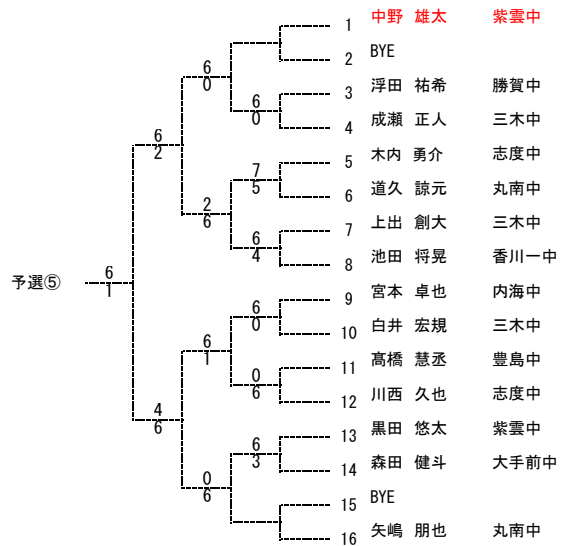 1 中野 雄太 紫雲中
2 BYE
6
0
3 浮田 祐希 勝賀中
6
0
4 成瀬 正人 三木中
6
2
5 木内 勇介 志度中
7
5
6 道久 諒元 丸南中
2
6
7 上出 創大 三木中
6
4
8 池田 将晃 香川一中
予選⑤
6
1
9 宮本 卓也 内海中
6
0
10 白井 宏規 三木中
6
1
11 髙橋 慧丞 豊島中
0
6
12 川西 久也 志度中
4
6
13 黒田 悠太 紫雲中
6
3
14 森田 健斗 大手前中
0
6
15 BYE
16 矢嶋 朋也 丸南中